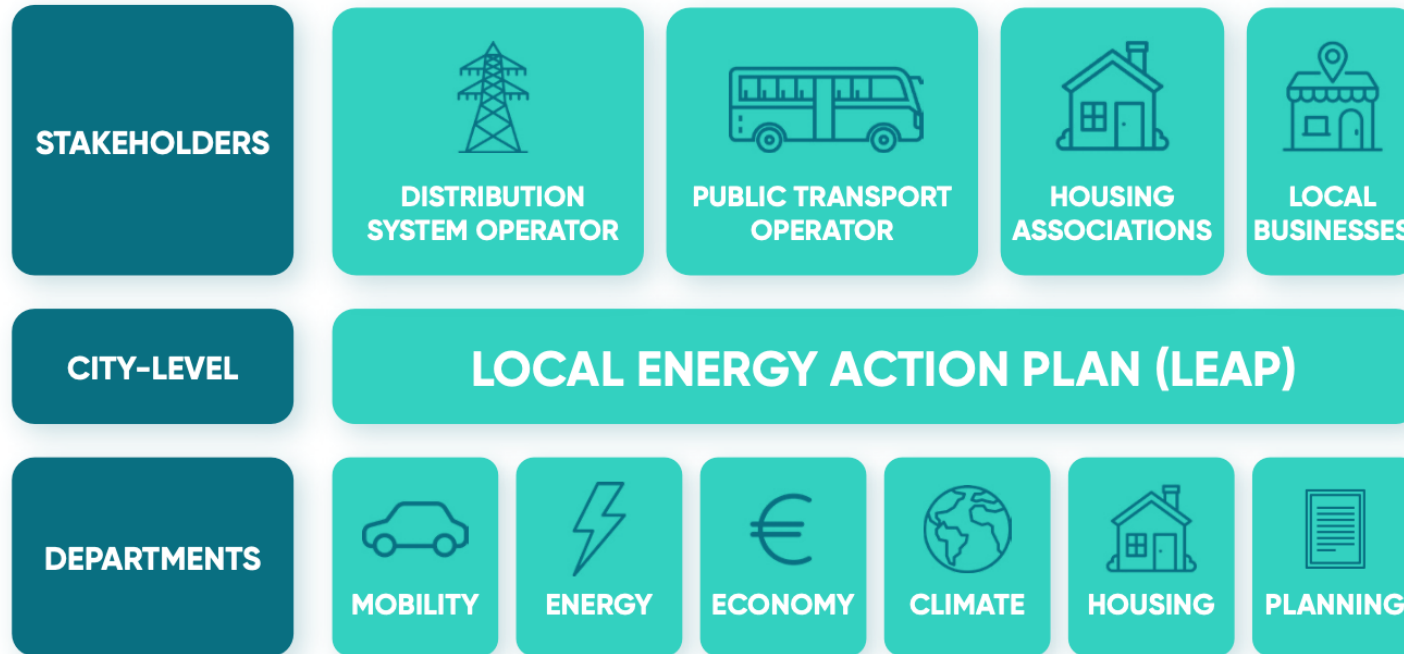 STAKEHOLDERS
DISTRIBUTION
SYSTEM OPERATOR
PUBLIC TRANSPORT
OPERATOR
HOUSING
ASSOCIATIONS
LOCAL
BUSINESSES
CITY-LEVEL
LOCAL ENERGY ACTION PLAN (LEAP)
DEPARTMENTS
MOBILITY
ENERGY
€
ECONOMY
CLIMATE
HOUSING
PLANNING